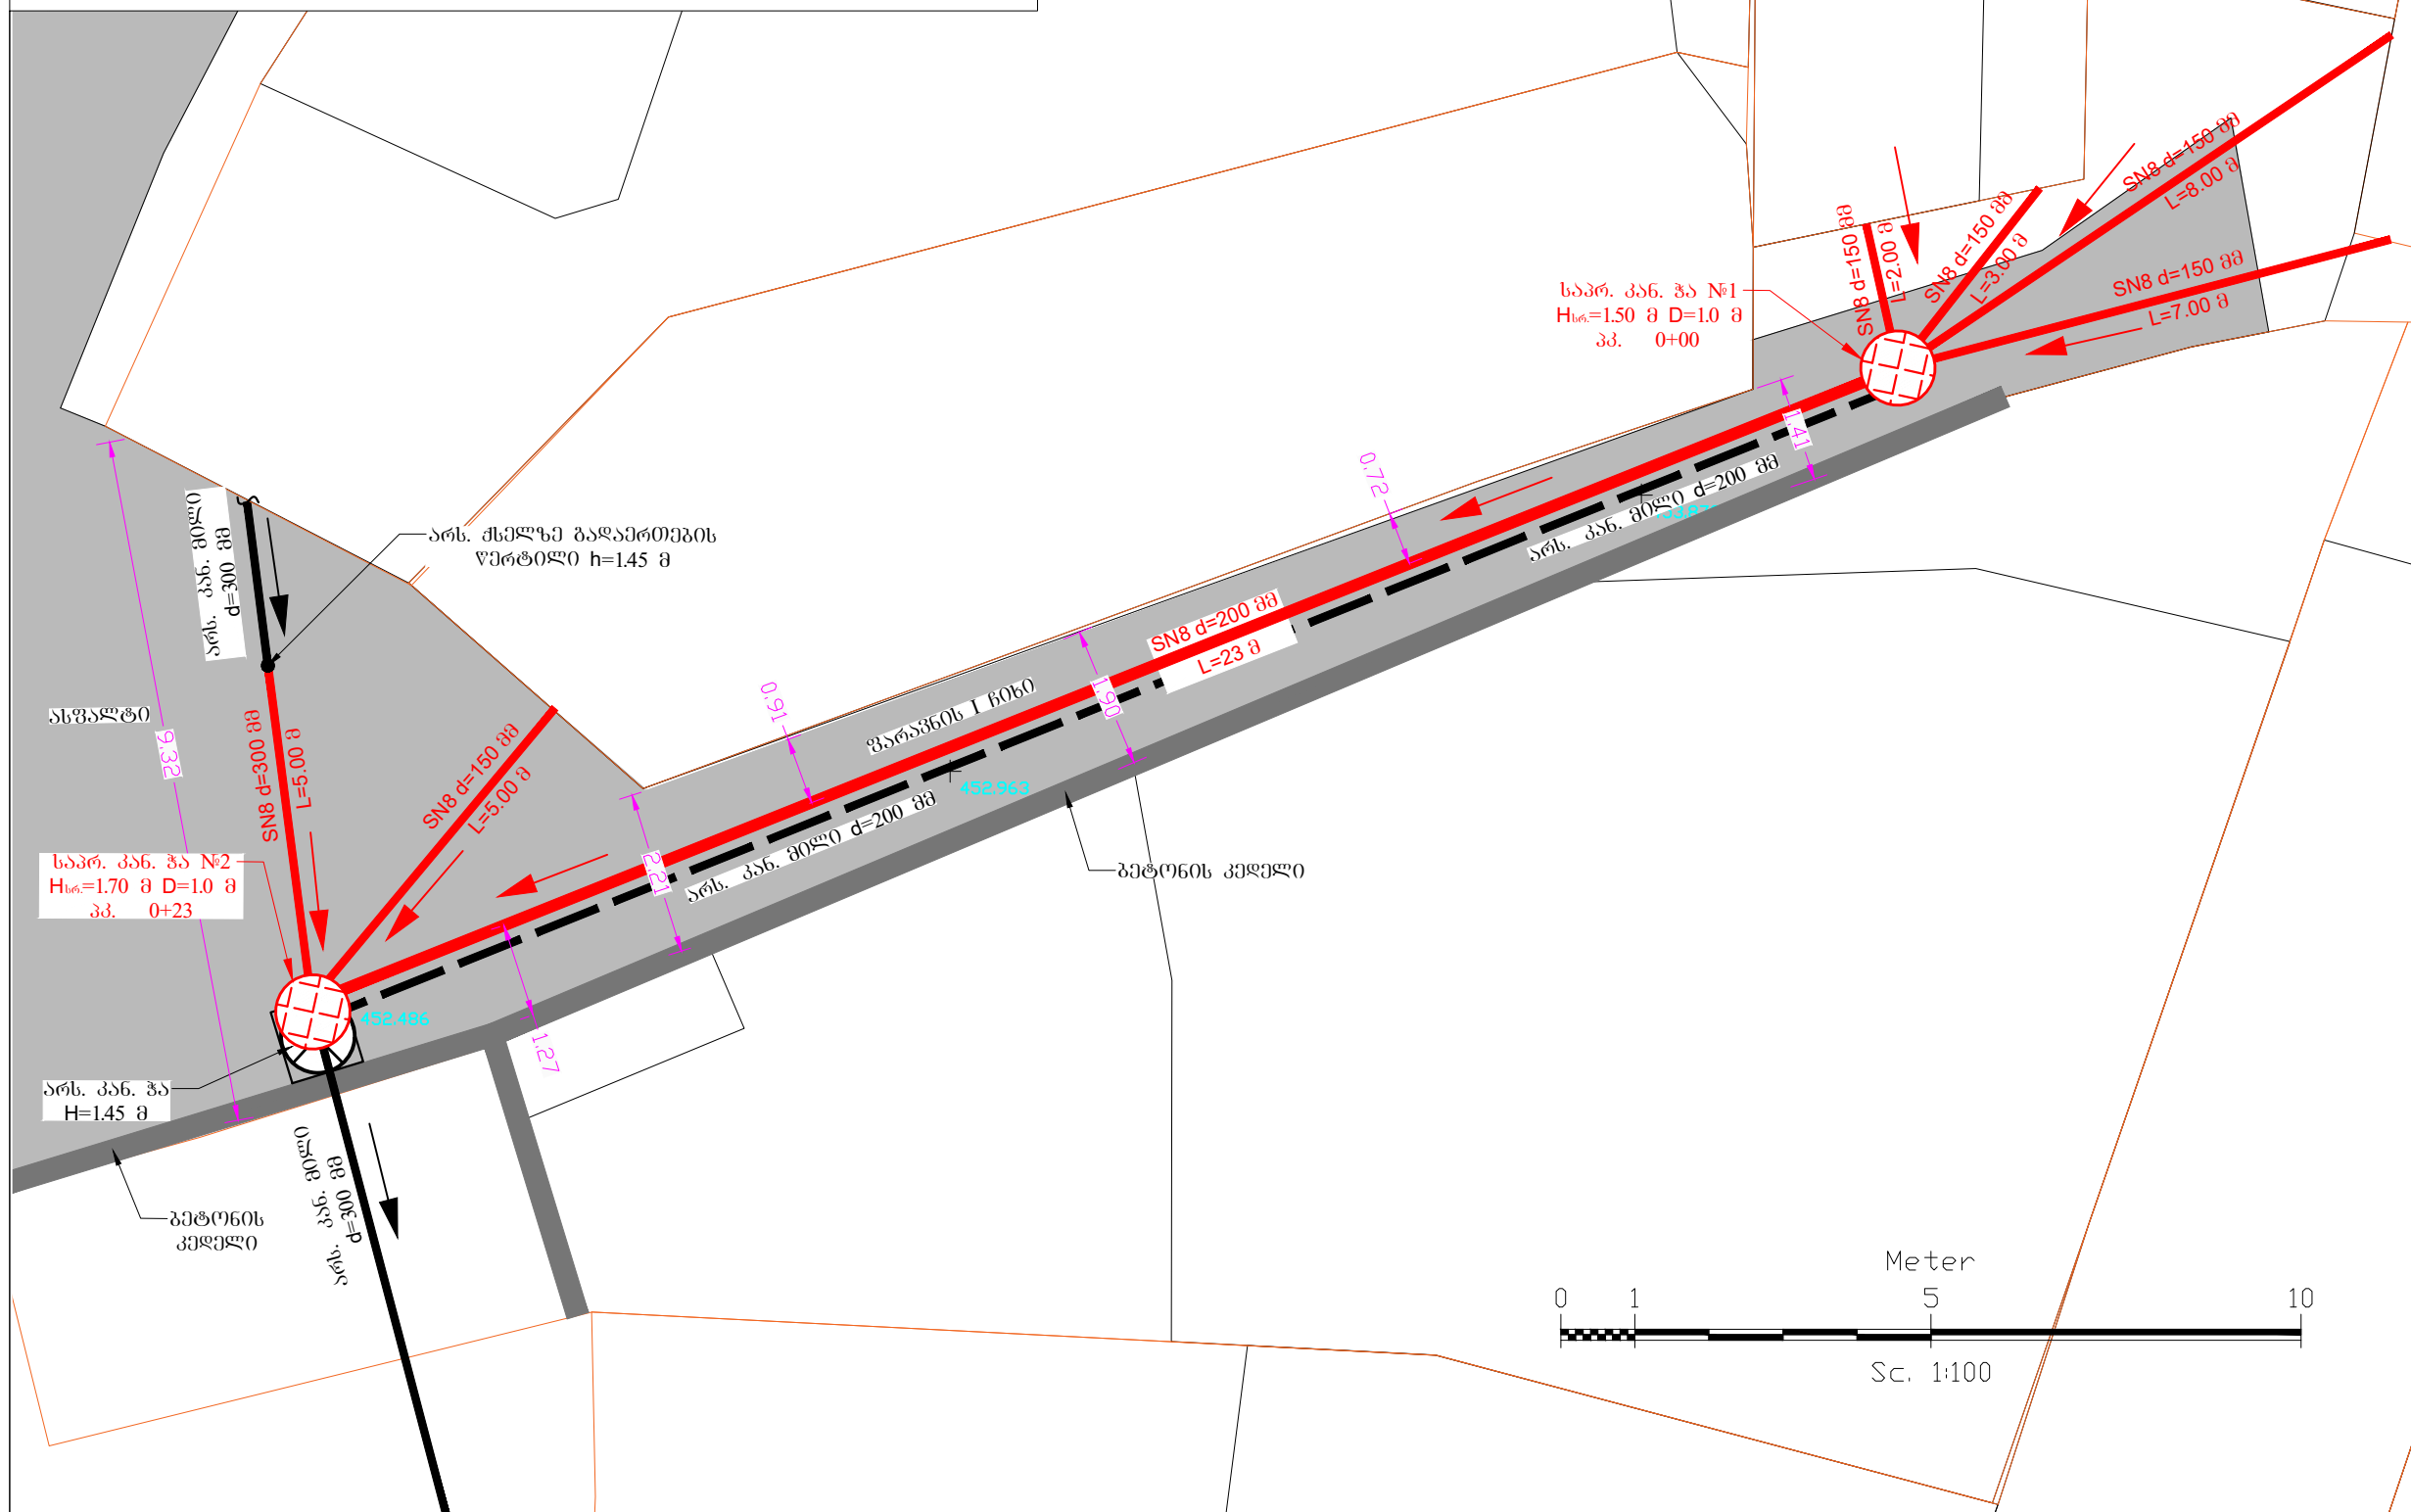 SN8 d=150 მმ
L=8.00 მ
SN8 d=150 მმ
L=3.00 მ
SN8 d=150 მმ
L=2.00 მ
SN8 d=150 მმ
L=7.00 მ
საპრ. კან. ჭა №1
Hსრ.=1.50 მ D=1.0 მ
პკ. 0+00
1.41
0.72
არს. კან. მილი d=200 მმ
არს. კან. მილი
d=300 მმ
არს. ქსელზე გადაერთების
წერტილი h=1.45 მ
SN8 d=200 მმ
L=23 მ
ფარავნის I ჩიხი
1.90
0.91
ასფალტი
9.32
SN8 d=300 მმ
L=5.00 მ
SN8 d=150 მმ
L=5.00 მ
452.963
არს. კან. მილი d=200 მმ
2.21
ბეტონის კედელი
საპრ. კან. ჭა №2
Hსრ.=1.70 მ D=1.0 მ
პკ. 0+23
452.486
1.27
არს. კან. ჭა
H=1.45 მ
არს. კან. მილი
d=300 მმ
ბეტონის
კედელი
Meter
0 1 5 10
Sc. 1:100